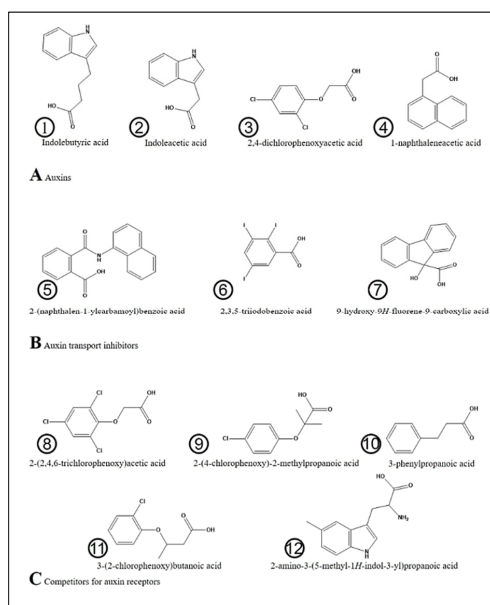 1
Indolebutyric acid
2
Indoleacetic acid
3
2,4-dichlorophenoxyacetic acid
4
1-naphthaleneacetic acid
A Auxins
5
2-(naphthalen-1-ylcarbamoyl)benzoic acid
6
2,3,5-triiodobenzoic acid
7
9-hydroxy-9H-fluorene-9-carboxylic acid
B Auxin transport inhibitors
8
2-(2,4,6-trichlorophenoxy)acetic acid
9
2-(4-chlorophenoxy)-2-methylpropanoic acid
10
3-phenylpropanoic acid
11
3-(2-chlorophenoxy)butanoic acid
12
2-amino-3-(5-methyl-1H-indol-3-yl)propanoic acid
C Competitors for auxin receptors